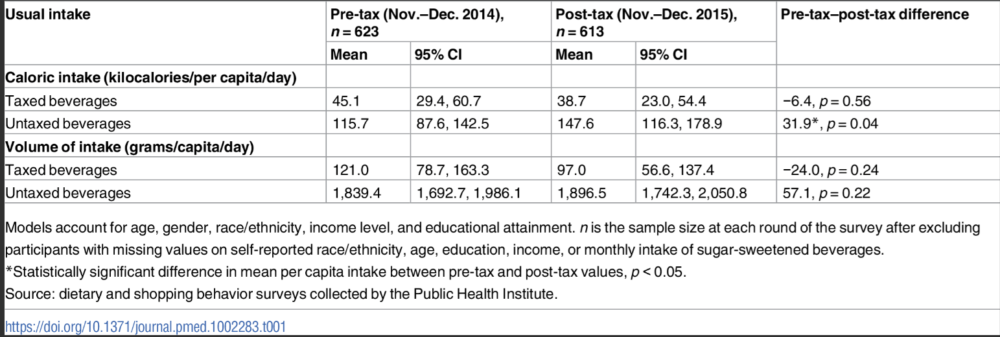 Usual intake Pre-tax (Nov.–Dec. 2014), Post-tax (Nov.–Dec. 2015), Pre-tax–post-tax difference
n = 623 n = 613
Mean 95% CI Mean 95% CI
Caloric intake (kilocalories/per capita/day)
Taxed beverages 45.1 29.4, 60.7 38.7 23.0, 54.4 −6.4, p = 0.56
Untaxed beverages 115.7 87.6, 142.5 147.6 116.3, 178.9 31.9*, p = 0.04
Volume of intake (grams/capita/day)
Taxed beverages 121.0 78.7, 163.3 97.0 56.6, 137.4 −24.0, p = 0.24
Untaxed beverages 1,839.4 1,692.7, 1,986.1 1,896.5 1,742.3, 2,050.8 57.1, p = 0.22
Models account for age, gender, race/ethnicity, income level, and educational attainment. n is the sample size at each round of the survey after excluding
participants with missing values on self-reported race/ethnicity, age, education, income, or monthly intake of sugar-sweetened beverages.
*Statistically significant difference in mean per capita intake between pre-tax and post-tax values, p < 0.05.
Source: dietary and shopping behavior surveys collected by the Public Health Institute.
https://doi.org/10.1371/journal.pmed.1002283.t001